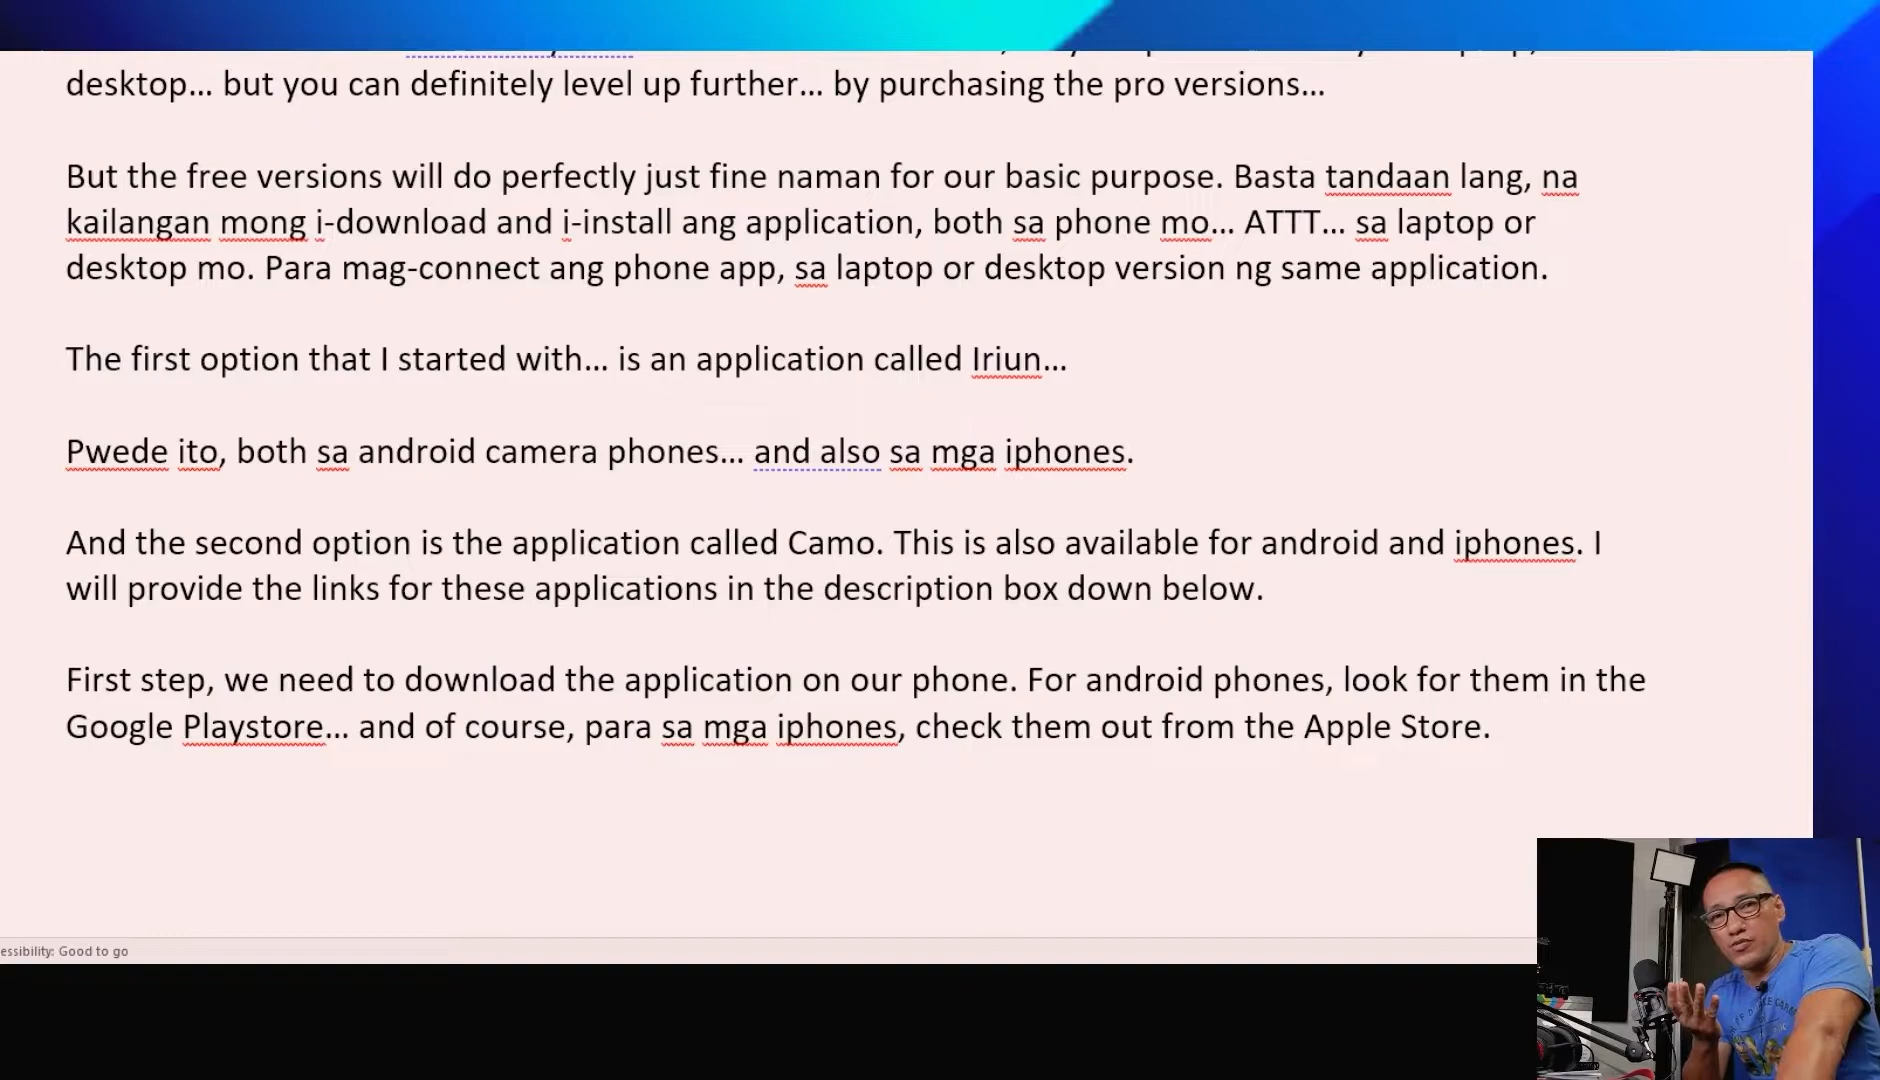 desktop... but you can definitely level up further... by purchasing the pro versions...
But the free versions will do perfectly just fine naman for our basic purpose. Basta tandaan lang, na
kailangan mong i-download and i-install ang application, both sa phone mo... ATTT... sa laptop or
desktop mo. Para mag-connect ang phone app, sa laptop or desktop version ng same application.
The first option that I started with... is an application called Iriun...
Pwede ito, both sa android camera phones... and also sa mga iphones.
And the second option is the application called Camo. This is also available for android and iphones. I
will provide the links for these applications in the description box down below.
First step, we need to download the application on our phone. For android phones, look for them in the
Google Playstore... and of course, para sa mga iphones, check them out from the Apple Store.
essibility: Good to go